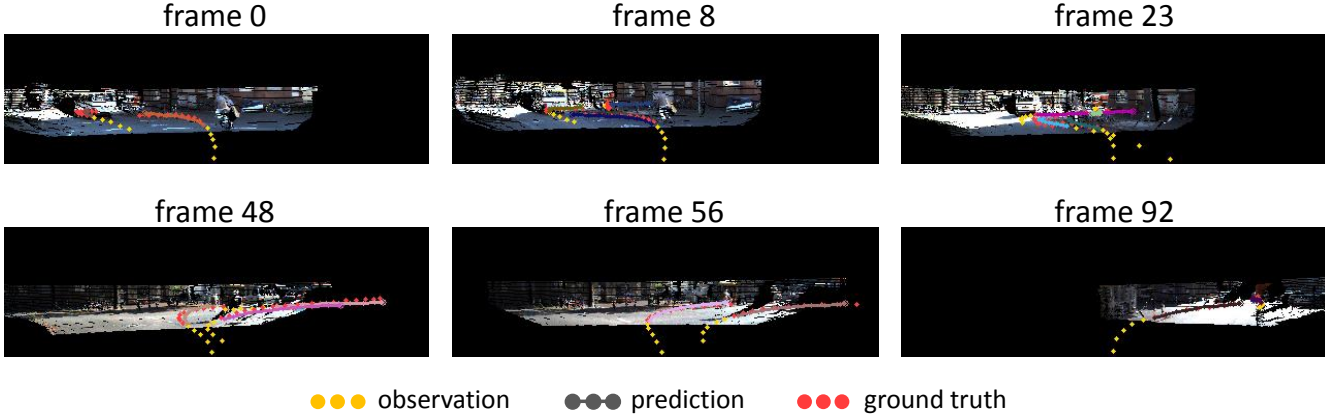 frame 0
frame 8
frame 23
frame 48
frame 56
frame 92
observation
prediction
ground truth